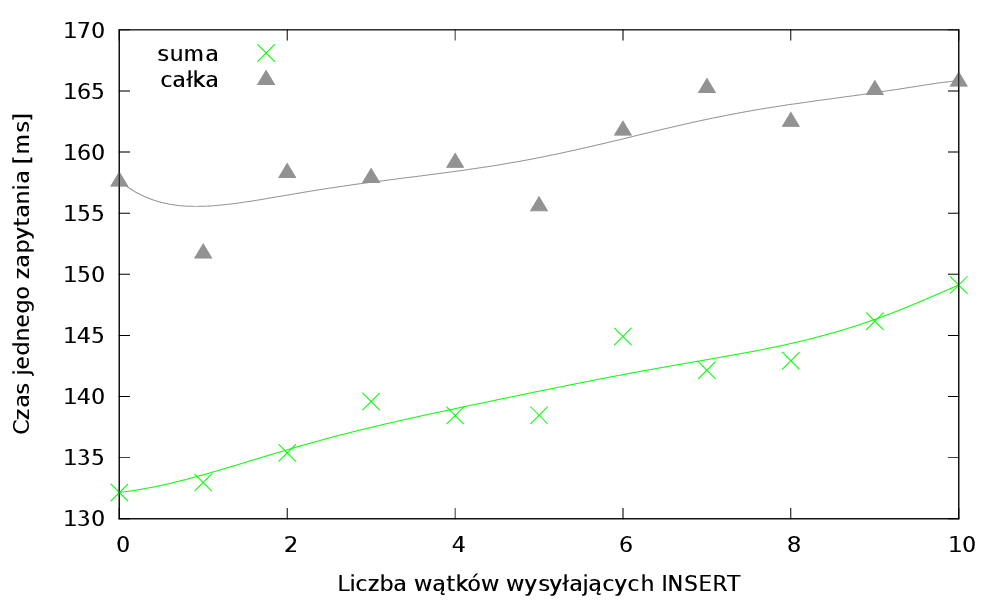 170
165
160
155
150
145
140
135
130
0 2 4 6 8 10
Czas jednego zapytania [ms]
Liczba wątków wysyłających INSERT
suma
całka